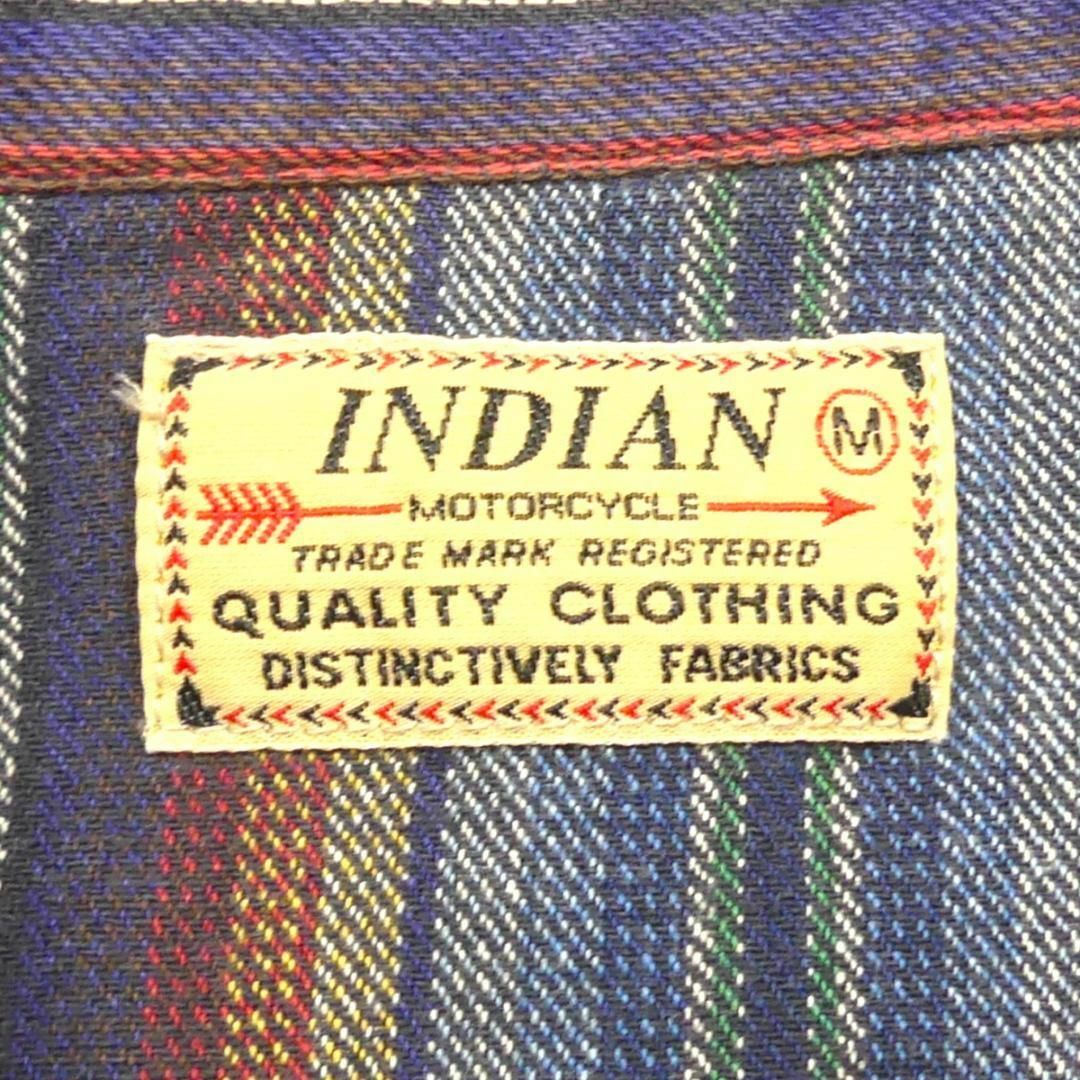 INDIAN M
MOTORCYCLE
TRADE MARK REGISTERED
QUALITY CLOTHING
DISTINCTIVELY FABRICS